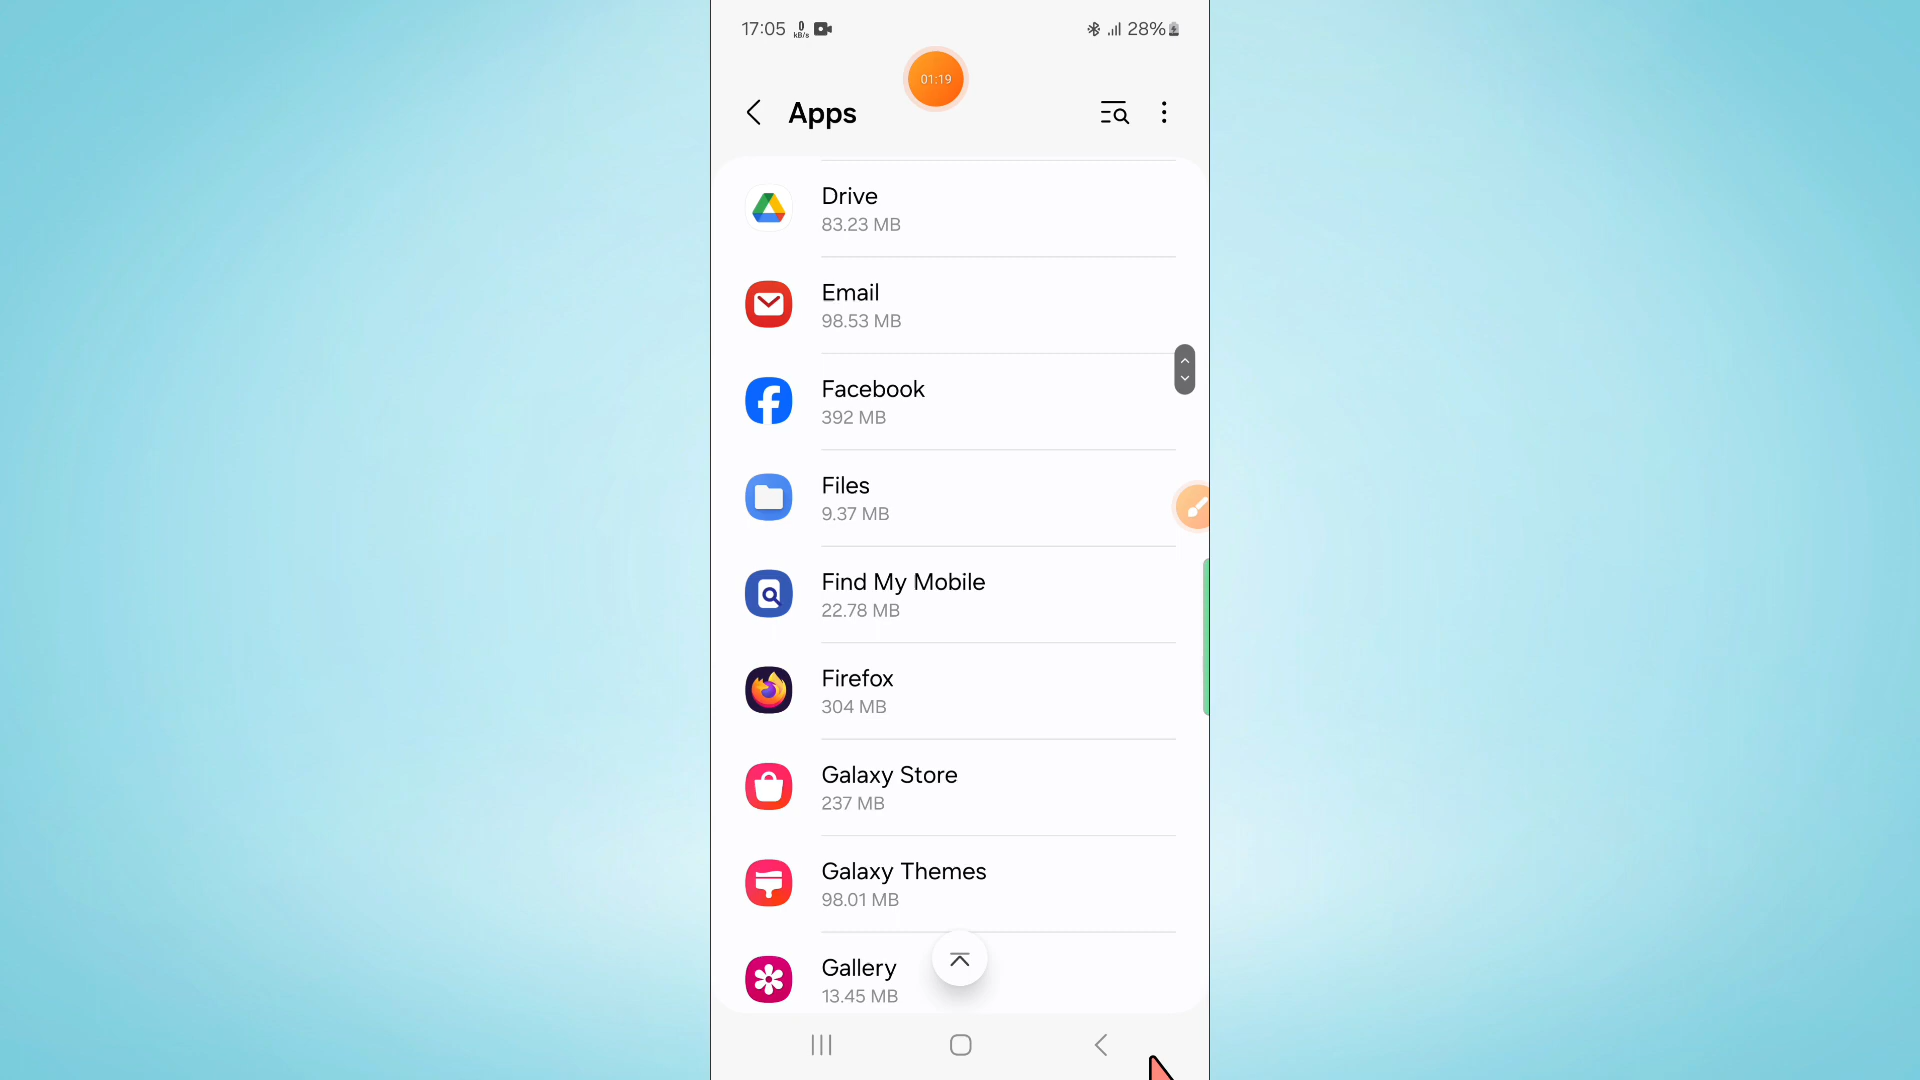 17:05 0 kB/s 28%
01:19
Apps
Drive
83.23 MB
Email
98.53 MB
Facebook
392 MB
Files
9.37 MB
Find My Mobile
22.78 MB
Firefox
304 MB
Galaxy Store
237 MB
Galaxy Themes
98.01 MB
Gallery
13.45 MB